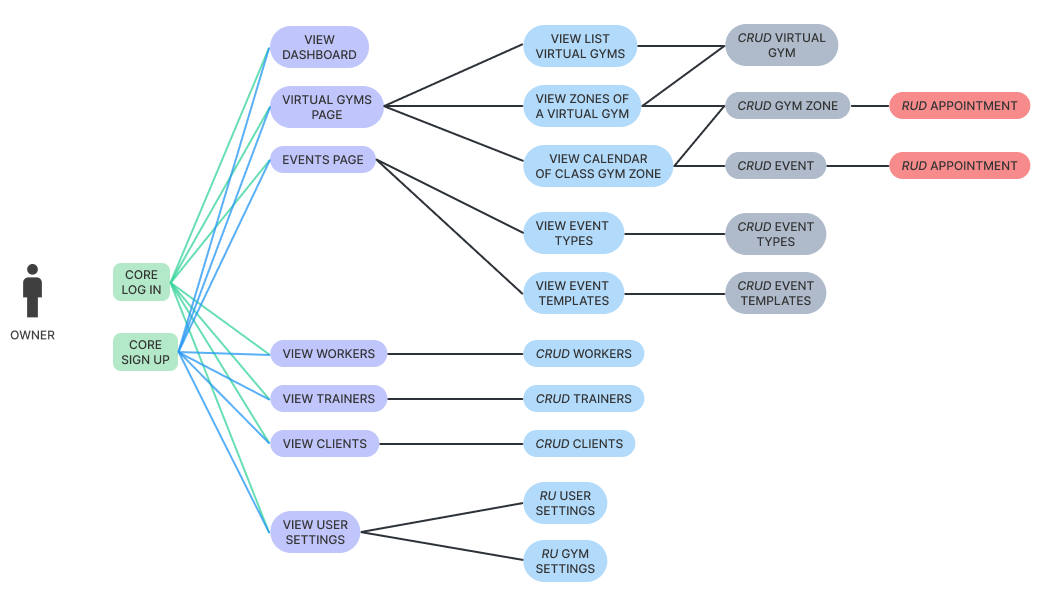 OWNER
CORE
LOG IN
CORE
SIGN UP
VIEW
DASHBOARD
VIRTUAL GYMS
PAGE
EVENTS PAGE
VIEW WORKERS
VIEW TRAINERS
VIEW CLIENTS
VIEW USER
SETTINGS
VIEW LIST
VIRTUAL GYMS
VIEW ZONES OF
A VIRTUAL GYM
VIEW CALENDAR
OF CLASS GYM ZONE
VIEW EVENT
TYPES
VIEW EVENT
TEMPLATES
CRUD WORKERS
CRUD TRAINERS
CRUD CLIENTS
RU USER
SETTINGS
RU GYM
SETTINGS
CRUD VIRTUAL
GYM
CRUD GYM ZONE
CRUD EVENT
CRUD EVENT
TYPES
CRUD EVENT
TEMPLATES
RUD APPOINTMENT
RUD APPOINTMENT